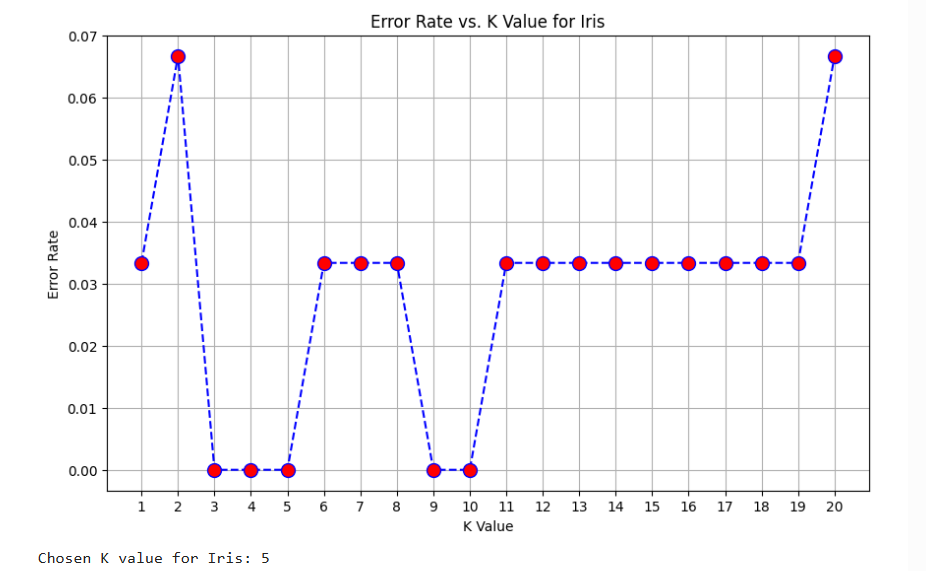 Error Rate vs. K Value for Iris
0.07
0.06
0.05
0.04
0.03
0.02
0.01
0.00
Error Rate
1 2 3 4 5 6 7 8 9 10 11 12 13 14 15 16 17 18 19 20
K Value
Chosen K value for Iris: 5